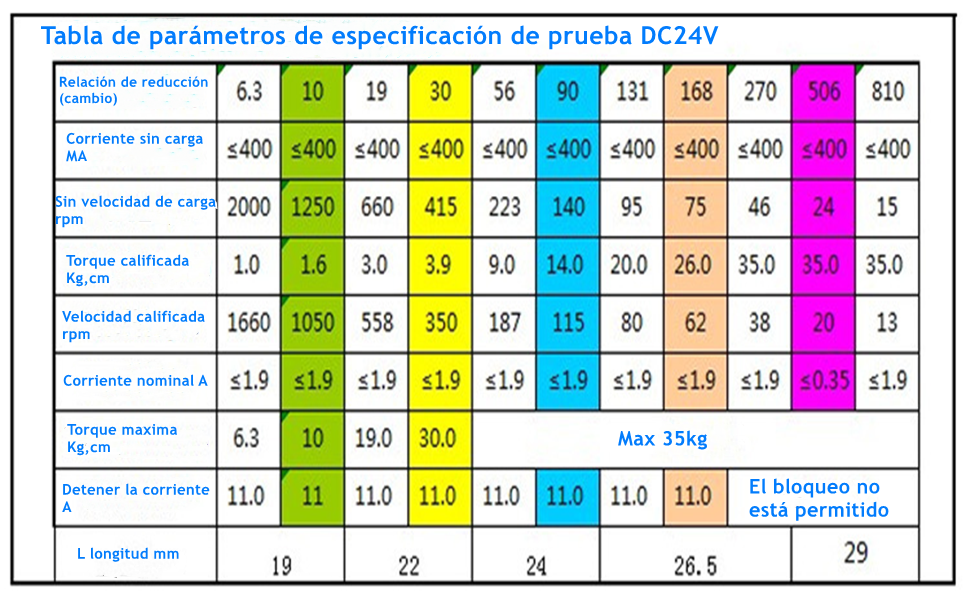 Tabla de parámetros de especificación de prueba DC24V
Relación de reducción
(cambio)
6.3 10 19 30 56 90 131 168 270 506 810
Corriente sin carga
MA
≤400 ≤400 ≤400 ≤400 ≤400 ≤400 ≤400 ≤400 ≤400 ≤400 ≤400
Sin velocidad de carga
rpm
2000 1250 660 415 223 140 95 75 46 24 15
Torque calificada
Kg,cm
1.0 1.6 3.0 3.9 9.0 14.0 20.0 26.0 35.0 35.0 35.0
Velocidad calificada
rpm
1660 1050 558 350 187 115 80 62 38 20 13
Corriente nominal A
≤1.9 ≤1.9 ≤1.9 ≤1.9 ≤1.9 ≤1.9 ≤1.9 ≤1.9 ≤1.9 ≤0.35 ≤1.9
Torque maxima
Kg,cm
6.3 10 19.0 30.0 Max 35kg
Detener la corriente
A
11.0 11 11.0 11.0 11.0 11.0 11.0 11.0
El bloqueo no
está permitido
L longitud mm
19 22 24 26.5 29